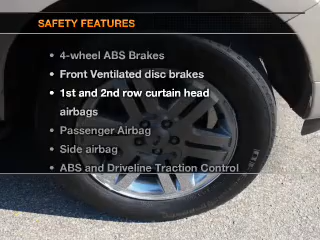 SAFETY FEATURES
• 4-wheel ABS Brakes
• Front Ventilated disc brakes
• 1st and 2nd row curtain head
airbags
• Passenger Airbag
• Side airbag
• ABS and Driveline Traction Control